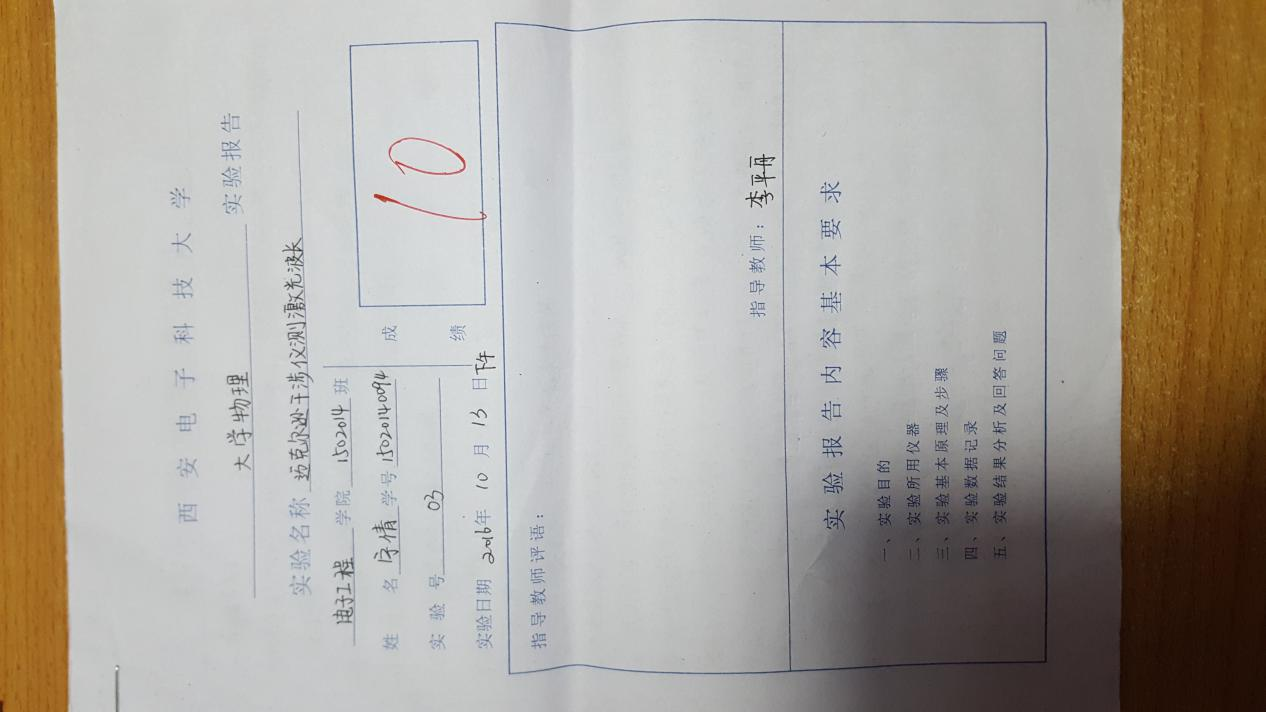 西安电子科技大学
大学物理 实验报告
实验名称 迈克尔逊干涉仪测激光波长
电子工程 学院 1502014 班
姓名 宇倩 学号 15020140094
实验号 03
实验日期 2016年 10 月 13 日 下午
成绩
10
指导教师评语：
指导教师：李平舟
实验报告内容基本要求
一、实验目的
二、实验所用仪器
三、实验基本原理及步骤
四、实验数据记录
五、实验结果分析及回答问题